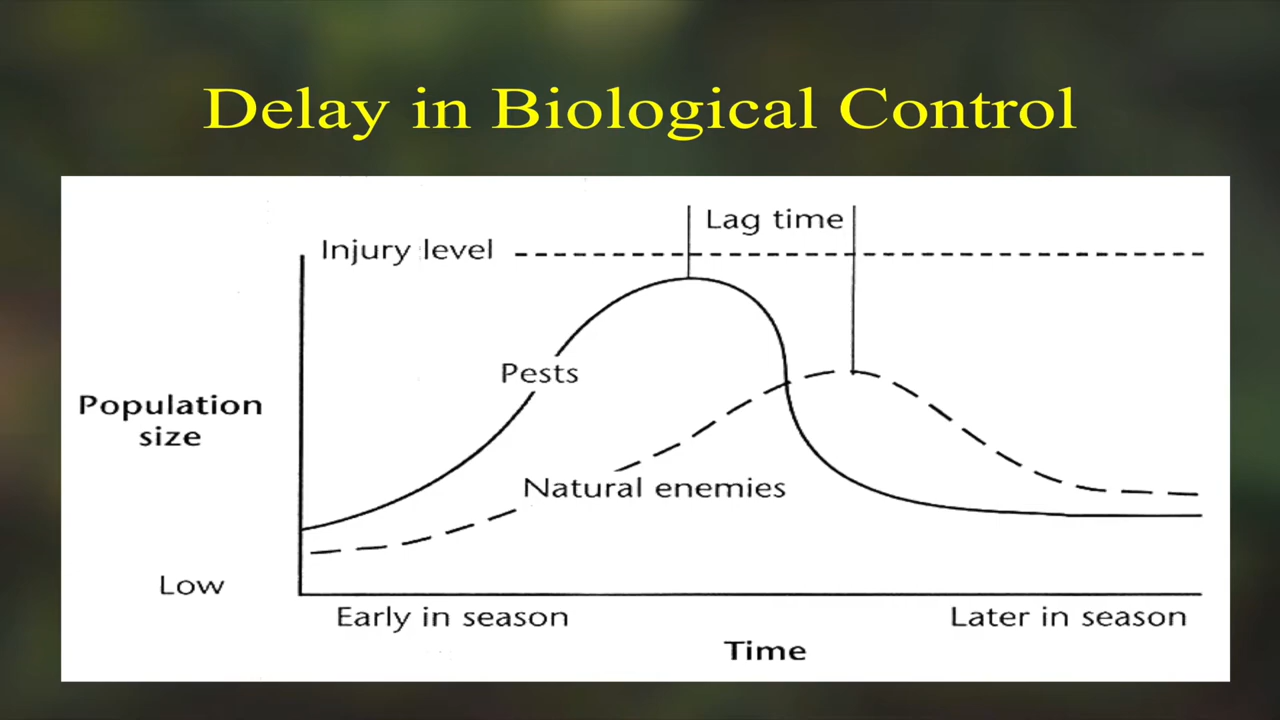 Delay in Biological Control
Lag time
Injury level
Pests
Population
size
Natural enemies
Low
Early in season
Later in season
Time